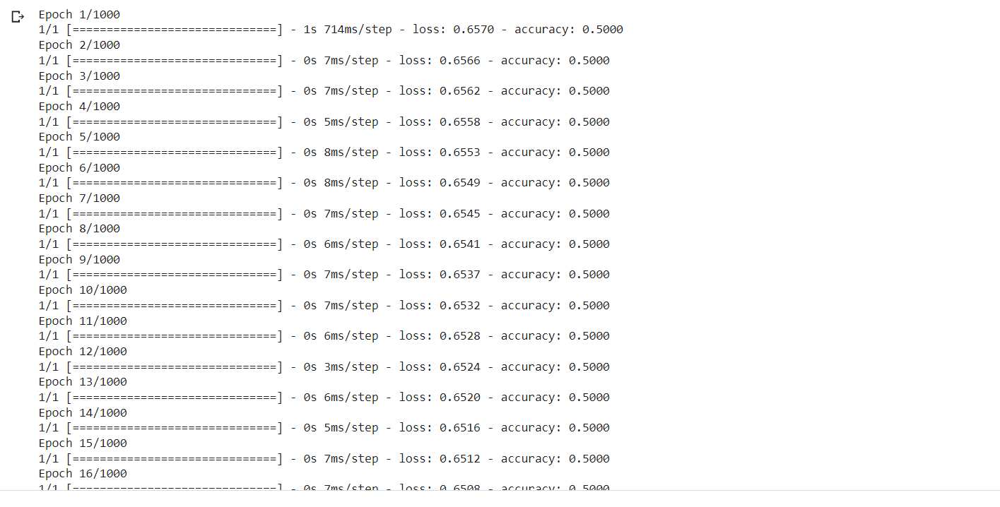 Epoch 1/1000
1/1 [==============================] - 1s 714ms/step - loss: 0.6570 - accuracy: 0.5000
Epoch 2/1000
1/1 [==============================] - 0s 7ms/step - loss: 0.6566 - accuracy: 0.5000
Epoch 3/1000
1/1 [==============================] - 0s 7ms/step - loss: 0.6562 - accuracy: 0.5000
Epoch 4/1000
1/1 [==============================] - 0s 5ms/step - loss: 0.6558 - accuracy: 0.5000
Epoch 5/1000
1/1 [==============================] - 0s 8ms/step - loss: 0.6553 - accuracy: 0.5000
Epoch 6/1000
1/1 [==============================] - 0s 8ms/step - loss: 0.6549 - accuracy: 0.5000
Epoch 7/1000
1/1 [==============================] - 0s 7ms/step - loss: 0.6545 - accuracy: 0.5000
Epoch 8/1000
1/1 [==============================] - 0s 6ms/step - loss: 0.6541 - accuracy: 0.5000
Epoch 9/1000
1/1 [==============================] - 0s 7ms/step - loss: 0.6537 - accuracy: 0.5000
Epoch 10/1000
1/1 [==============================] - 0s 7ms/step - loss: 0.6532 - accuracy: 0.5000
Epoch 11/1000
1/1 [==============================] - 0s 6ms/step - loss: 0.6528 - accuracy: 0.5000
Epoch 12/1000
1/1 [==============================] - 0s 3ms/step - loss: 0.6524 - accuracy: 0.5000
Epoch 13/1000
1/1 [==============================] - 0s 6ms/step - loss: 0.6520 - accuracy: 0.5000
Epoch 14/1000
1/1 [==============================] - 0s 5ms/step - loss: 0.6516 - accuracy: 0.5000
Epoch 15/1000
1/1 [==============================] - 0s 7ms/step - loss: 0.6512 - accuracy: 0.5000
Epoch 16/1000
1/1 [==============================] - 0s 7ms/step - loss: 0.6508 - accuracy: 0.5000